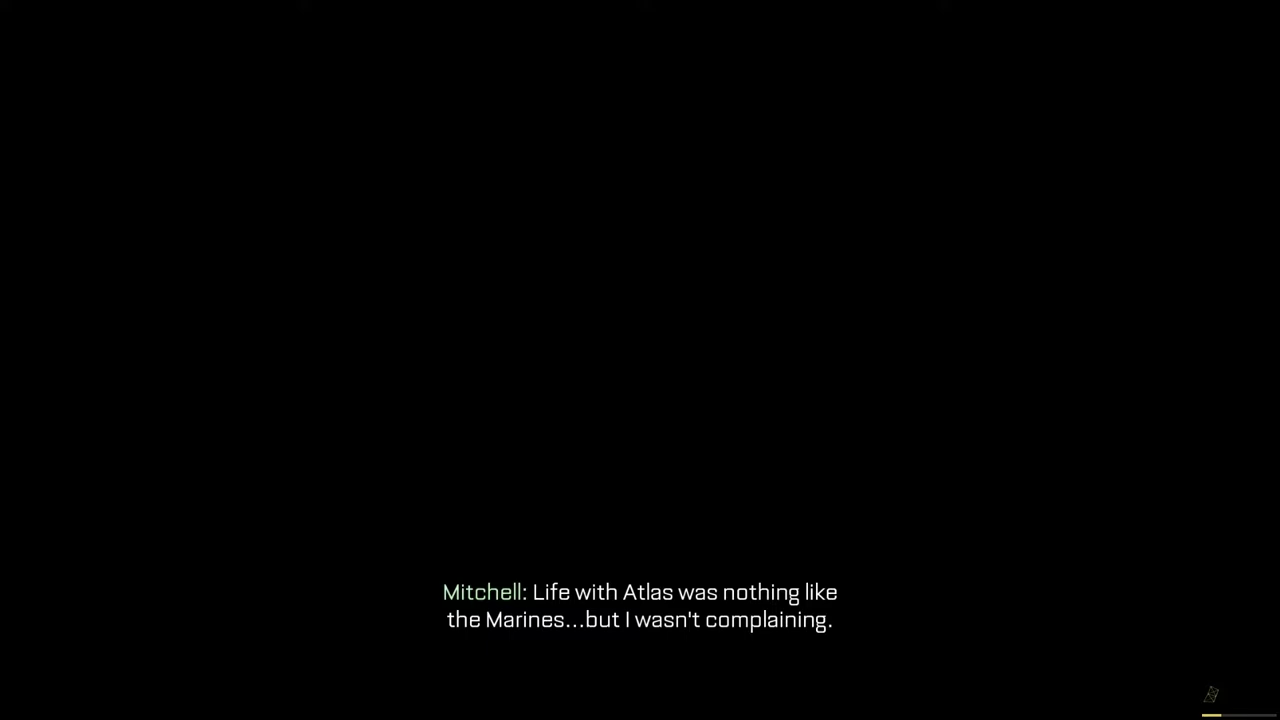 Mitchell: Life with Atlas was nothing like
the Marines...but I wasn't complaining.